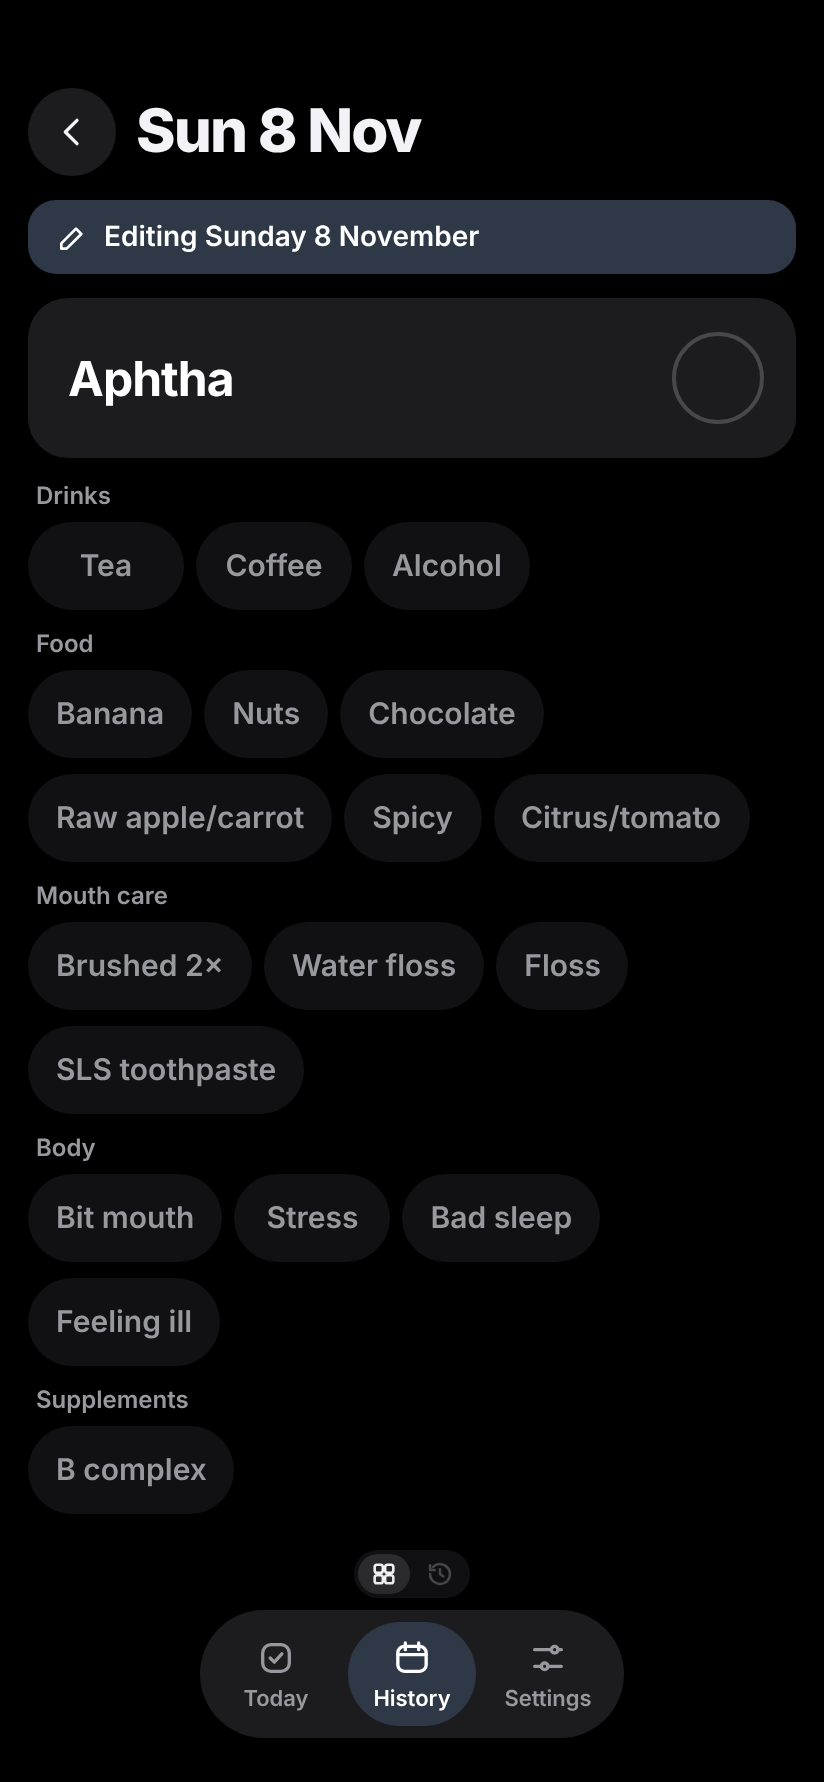 Sun 8 Nov
Editing Sunday 8 November
Aphtha
Drinks
Tea Coffee Alcohol
Food
Banana Nuts Chocolate
Raw apple/carrot Spicy Citrus/tomato
Mouth care
Brushed 2× Water floss Floss
SLS toothpaste
Body
Bit mouth Stress Bad sleep
Feeling ill
Supplements
B complex
Today History Settings